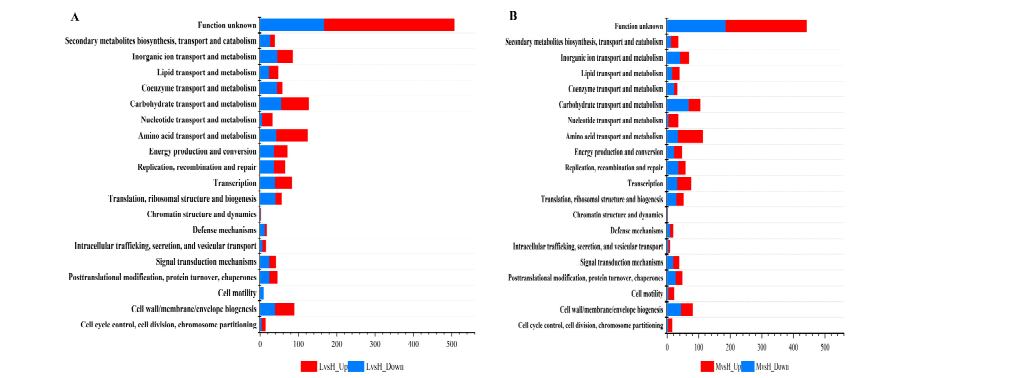 A
Function unknown
Secondary metabolites biosynthesis, transport and catabolism
Inorganic ion transport and metabolism
Lipid transport and metabolism
Coenzyme transport and metabolism
Carbohydrate transport and metabolism
Nucleotide transport and metabolism
Amino acid transport and metabolism
Energy production and conversion
Replication, recombination and repair
Transcription
Translation, ribosomal structure and biogenesis
Chromatin structure and dynamics
Defense mechanisms
Intracellular trafficking, secretion, and vesicular transport
Signal transduction mechanisms
Posttranslational modification, protein turnover, chaperones
Cell motility
Cell wall/membrane/envelope biogenesis
Cell cycle control, cell division, chromosome partitioning
0 100 200 300 400 500
LvsH_Up LvsH_Down
B
Function unknown
Secondary metabolites biosynthesis, transport and catabolism
Inorganic ion transport and metabolism
Lipid transport and metabolism
Coenzyme transport and metabolism
Carbohydrate transport and metabolism
Nucleotide transport and metabolism
Amino acid transport and metabolism
Energy production and conversion
Replication, recombination and repair
Transcription
Translation, ribosomal structure and biogenesis
Chromatin structure and dynamics
Defense mechanisms
Intracellular trafficking, secretion, and vesicular transport
Signal transduction mechanisms
Posttranslational modification, protein turnover, chaperones
Cell motility
Cell wall/membrane/envelope biogenesis
Cell cycle control, cell division, chromosome partitioning
0 100 200 300 400 500
MvsH_Up MvsH_Down